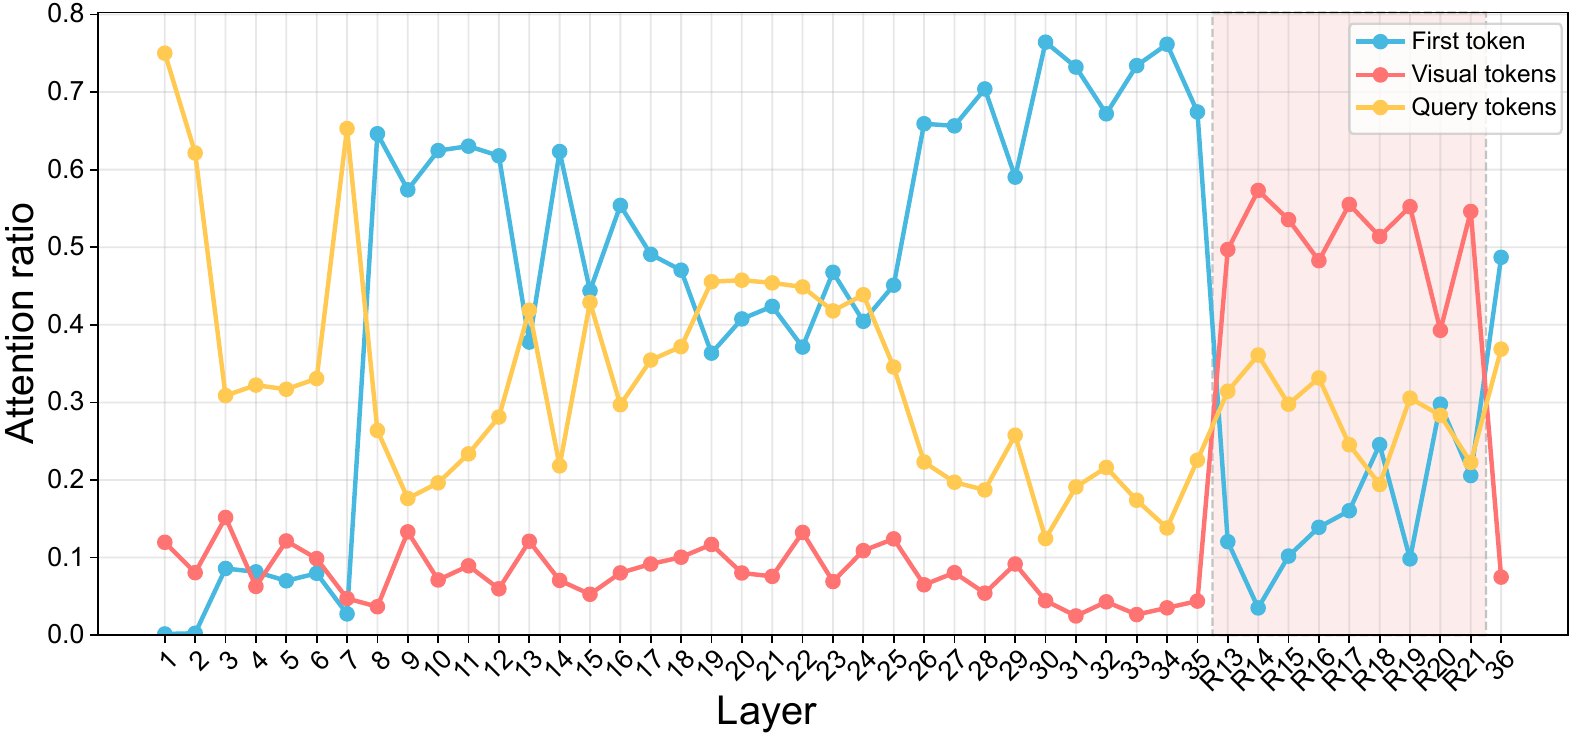 0.8
0.7
0.6
0.5
0.4
0.3
0.2
0.1
0.0
Attention ratio
First token
Visual tokens
Query tokens
1 2 3 4 5 6 7 8 9 10 11 12 13 14 15 16 17 18 19 20 21 22 23 24 25 26 27 28 29 30 31 32 33 34 35 R13 R14 R15 R16 R17 R18 R19 R20 R21 36
Layer